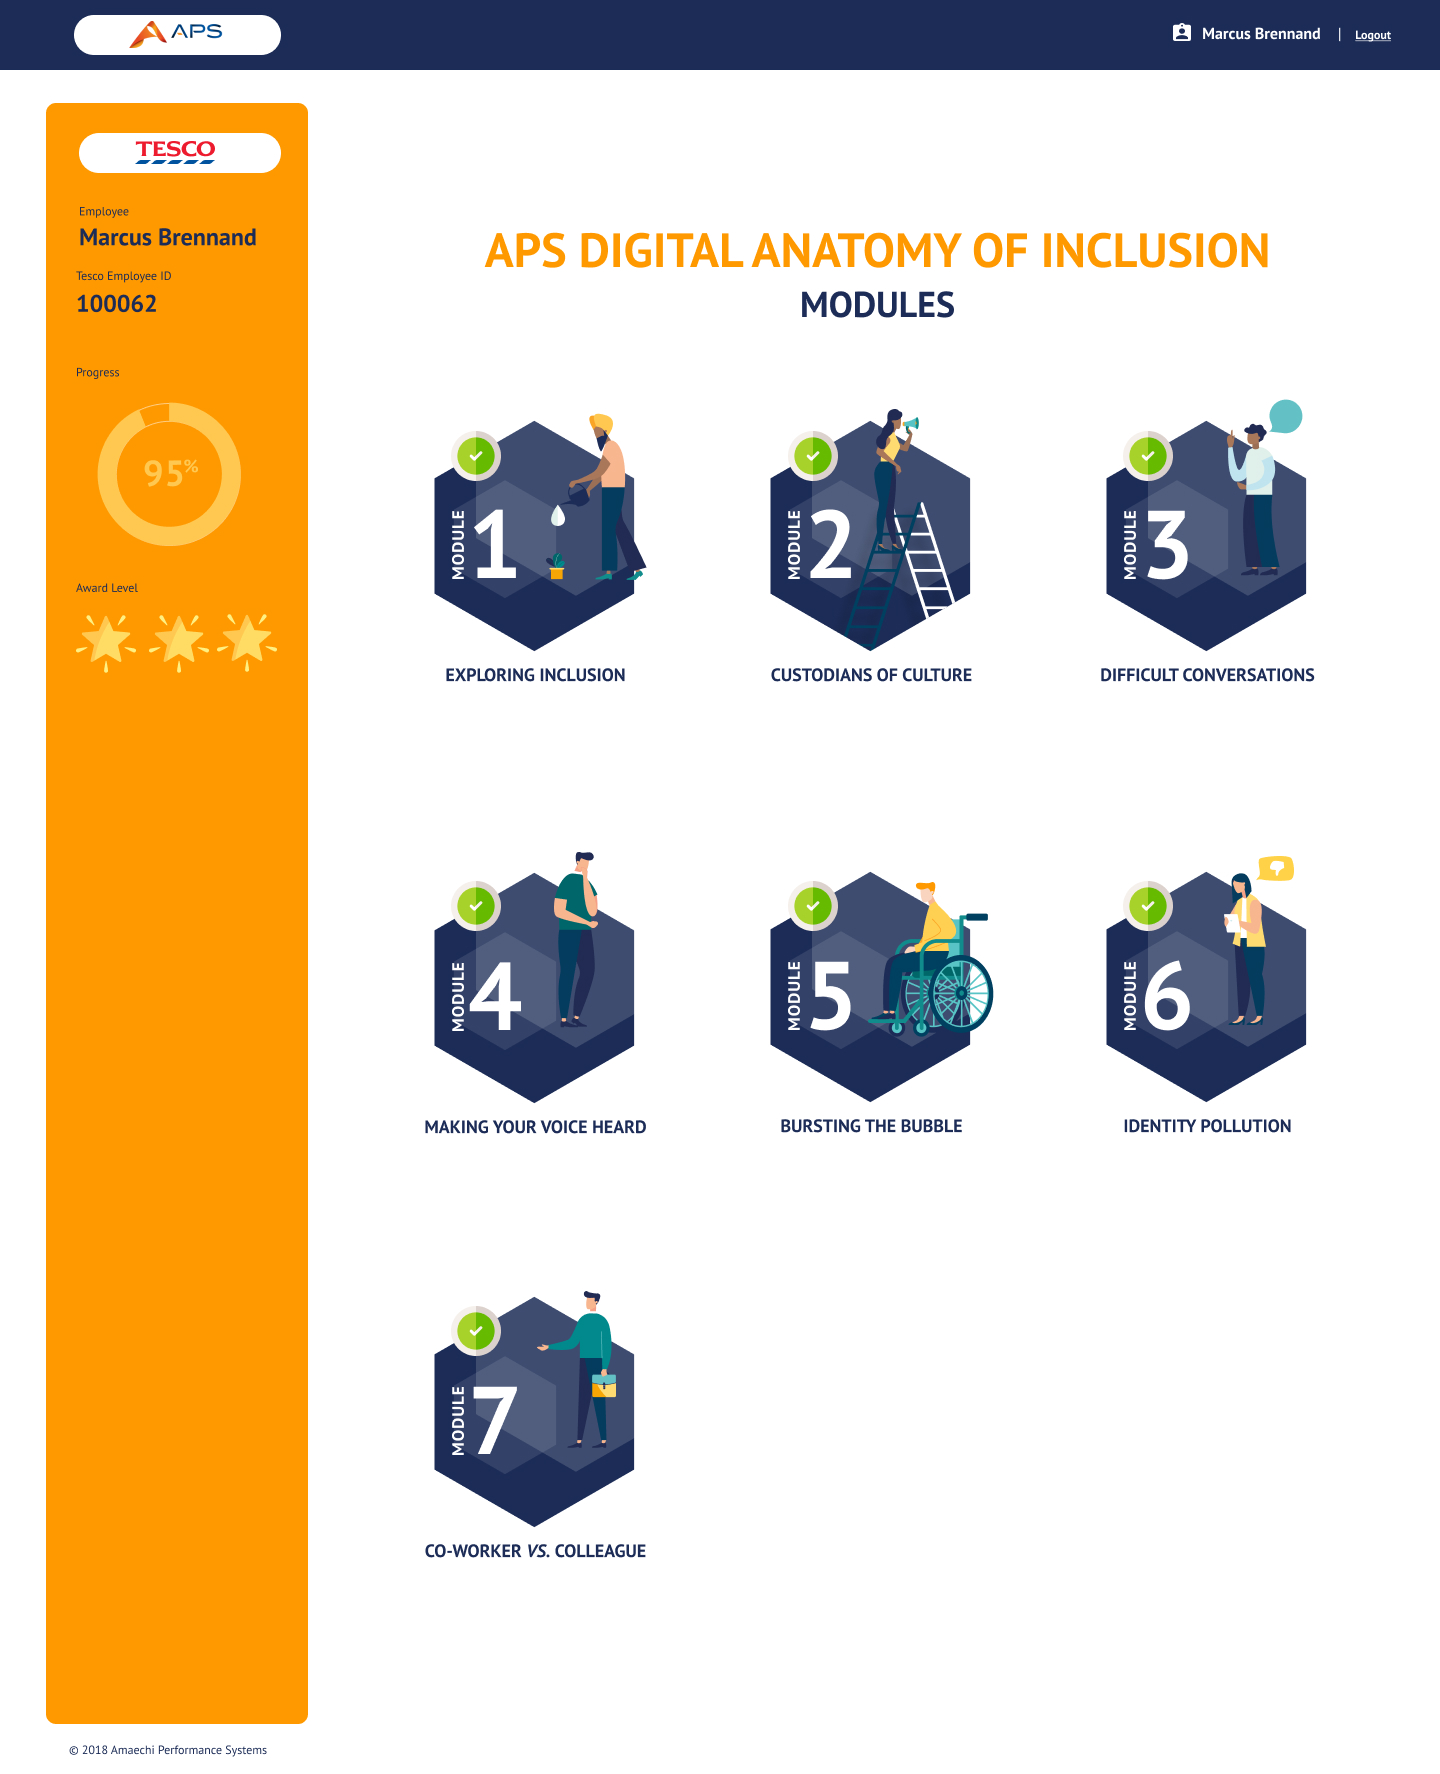 APS
Marcus Brennand | Logout
TESCO
Employee
Marcus Brennand
Tesco Employee ID
100062
Progress
95%
Award Level
APS DIGITAL ANATOMY OF INCLUSION
MODULES
MODULE 1
EXPLORING INCLUSION
MODULE 2
CUSTODIANS OF CULTURE
MODULE 3
DIFFICULT CONVERSATIONS
MODULE 4
MAKING YOUR VOICE HEARD
MODULE 5
BURSTING THE BUBBLE
MODULE 6
IDENTITY POLLUTION
MODULE 7
CO-WORKER VS. COLLEAGUE
© 2018 Amaechi Performance Systems